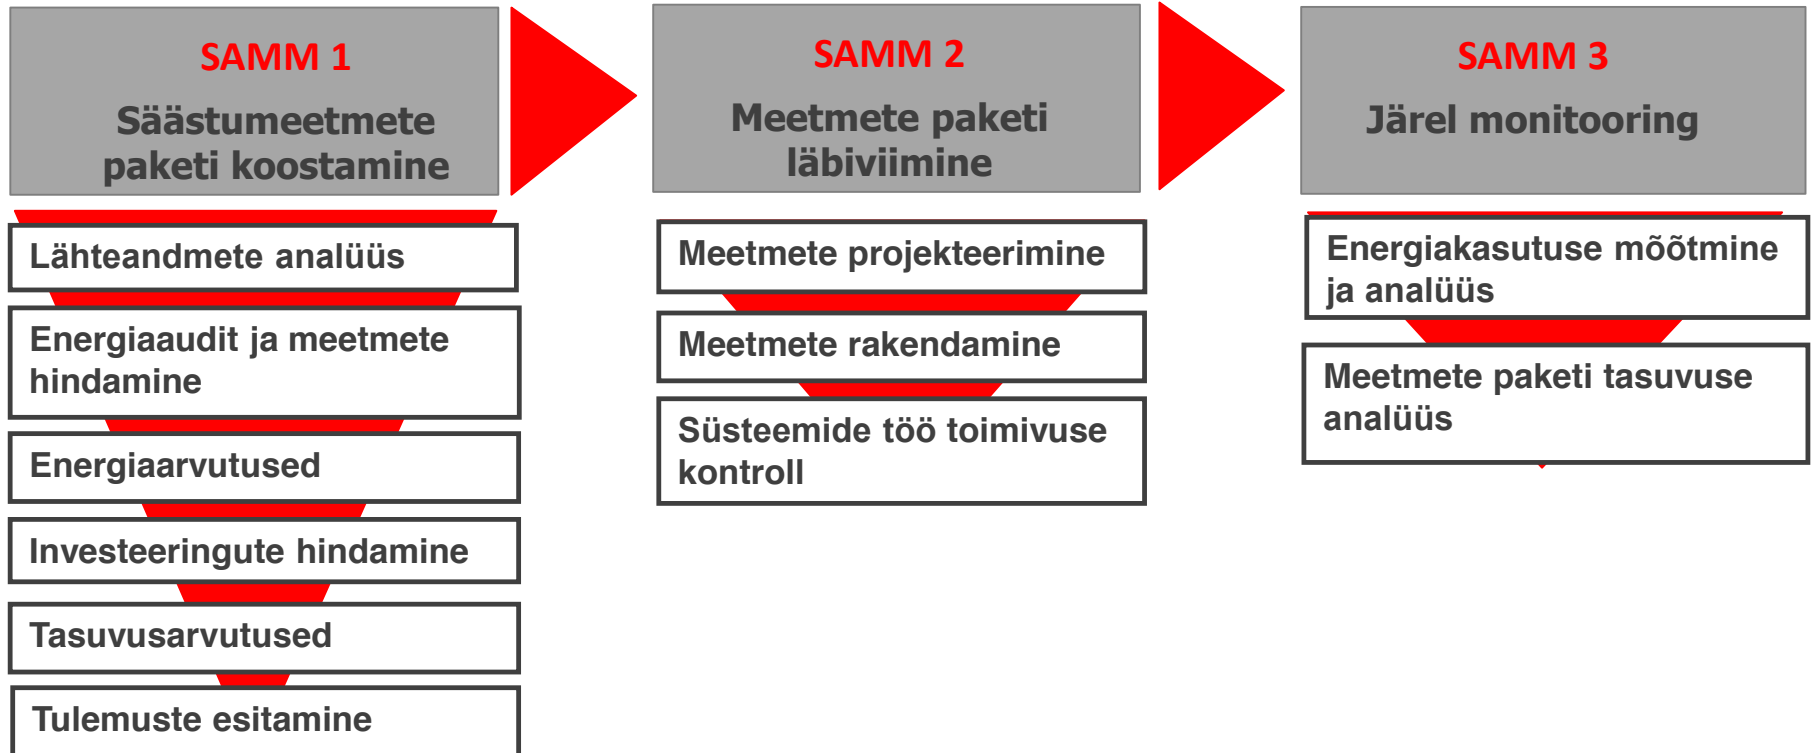 SAMM 1
Säästumeetmete
paketi koostamine
Lähteandmete analüüs
Energiaaudit ja meetmete
hindamine
Energiaarvutused
Investeeringute hindamine
Tasuvusarvutused
Tulemuste esitamine
SAMM 2
Meetmete paketi
läbiviimine
Meetmete projekteerimine
Meetmete rakendamine
Süsteemide töö toimivuse
kontroll
SAMM 3
Järel monitooring
Energiakasutuse mõõtmine
ja analüüs
Meetmete paketi tasuvuse
analüüs